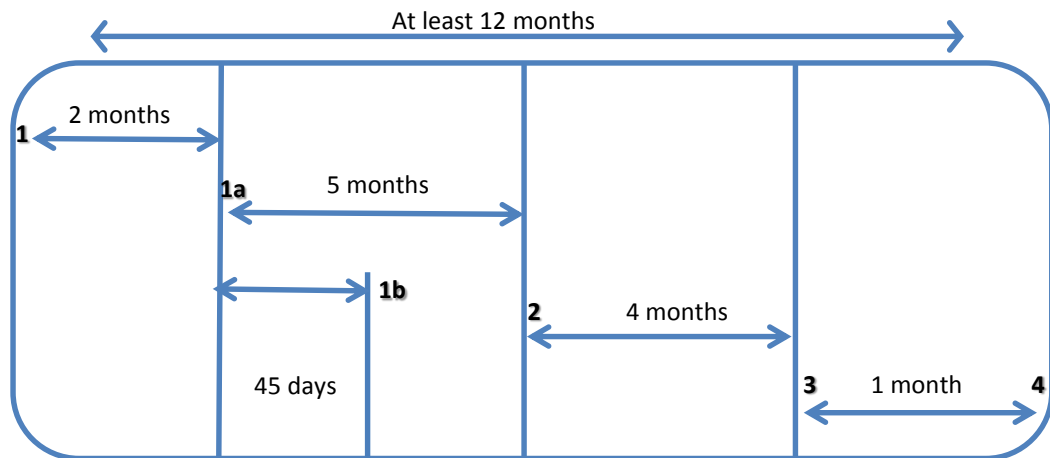 At least 12 months
2 months
1
1a
5 months
1b
2
4 months
45 days
3
1 month
4